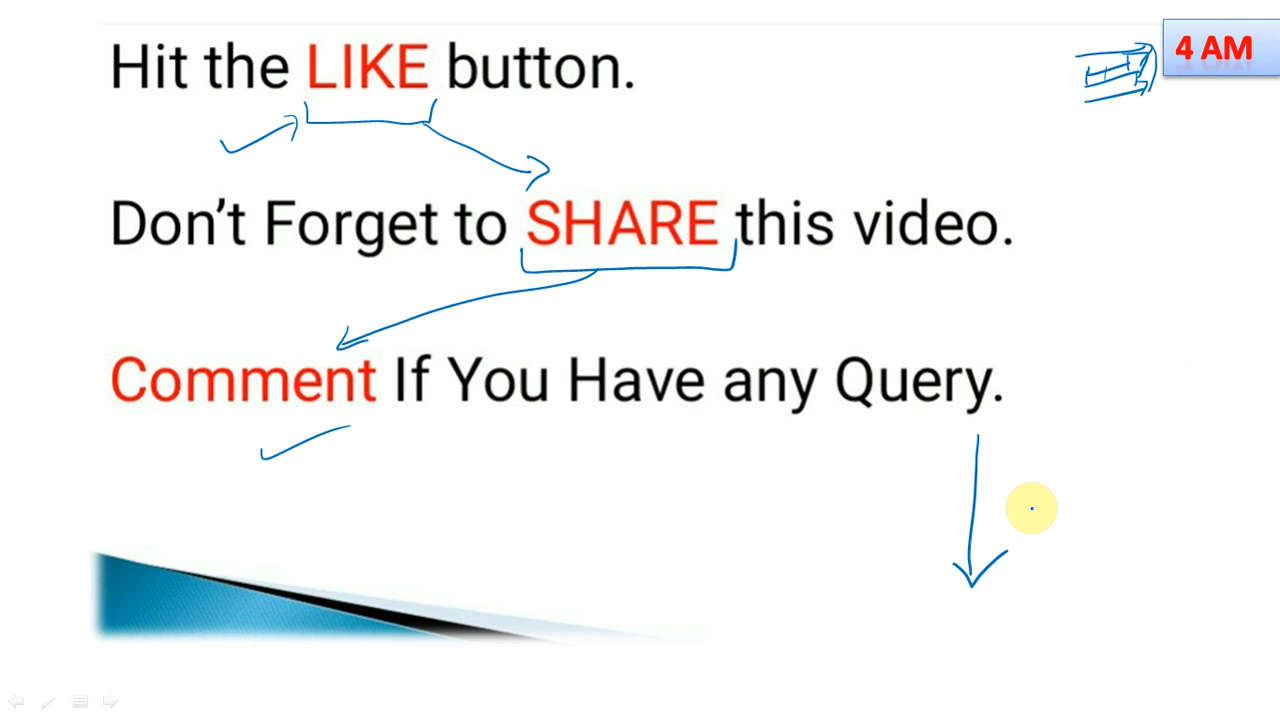 4 AM
Hit the LIKE button.
Don’t Forget to SHARE this video.
Comment If You Have any Query.